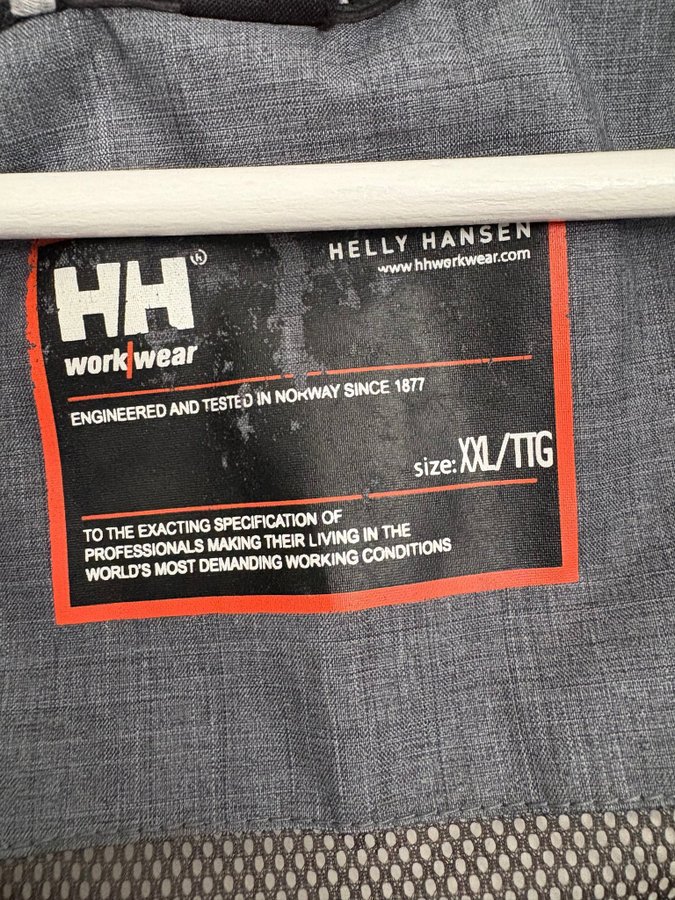 HELLY HANSEN
www.hhworkwear.com
HH
work/wear
ENGINEERED AND TESTED IN NORWAY SINCE 1877
size: XXL/TTG
TO THE EXACTING SPECIFICATION OF
PROFESSIONALS MAKING THEIR LIVING IN THE
WORLD'S MOST DEMANDING WORKING CONDITIONS